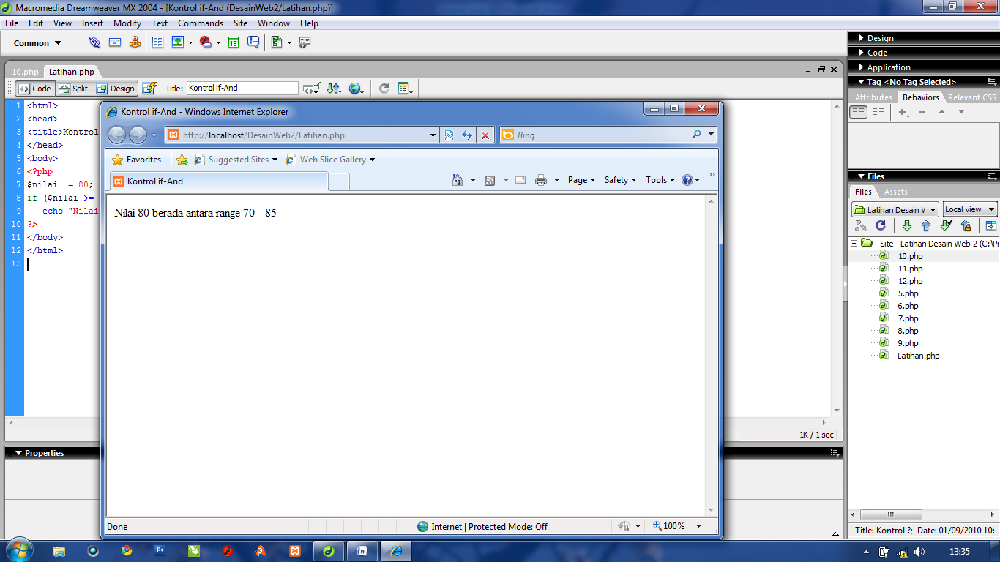 Macromedia Dreamweaver MX 2004 - [Kontrol if-And (DesainWeb2/Latihan.php)]
File Edit View Insert Modify Text Commands Site Window Help
Common
10.php Latihan.php
Code Split Design Title: Kontrol if-And
1 <html>
2 <head>
3 <title>Kontrol
4 </head>
5 <body>
6 <?php
7 $nilai  = 80;
8 if ($nilai >=
9 echo "Nilai
10 ?>
11 </body>
12 </html>
13
1K / 1 sec
Properties
Kontrol if-And - Windows Internet Explorer
http://localhost/DesainWeb2/Latihan.php
Bing
Favorites Suggested Sites Web Slice Gallery
Kontrol if-And
Page Safety Tools
Nilai 80 berada antara range 70 - 85
Done
Internet | Protected Mode: Off
100%
Design
Code
Application
Tag <No Tag Selected>
Attributes Behaviors Relevant CSS
Files
Files Assets
Latihan Desain W Local view
Site - Latihan Desain Web 2 (C:\Pr
10.php
11.php
12.php
5.php
6.php
7.php
8.php
9.php
Latihan.php
Title: Kontrol ?; Date: 01/09/2010 10:
Ps
W
13:35